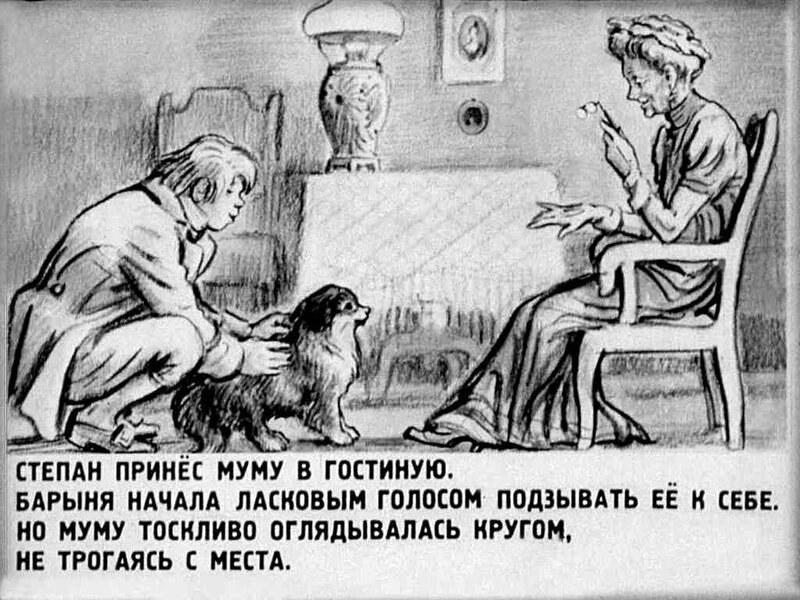 СТЕПАН ПРИНЁС МУМУ В ГОСТИНУЮ.
БАРЫНЯ НАЧАЛА ЛАСКОВЫМ ГОЛОСОМ ПОДЗЫВАТЬ ЕЁ К СЕБЕ.
НО МУМУ ТОСКЛИВО ОГЛЯДЫВАЛАСЬ КРУГОМ,
НЕ ТРОГАЯСЬ С МЕСТА.